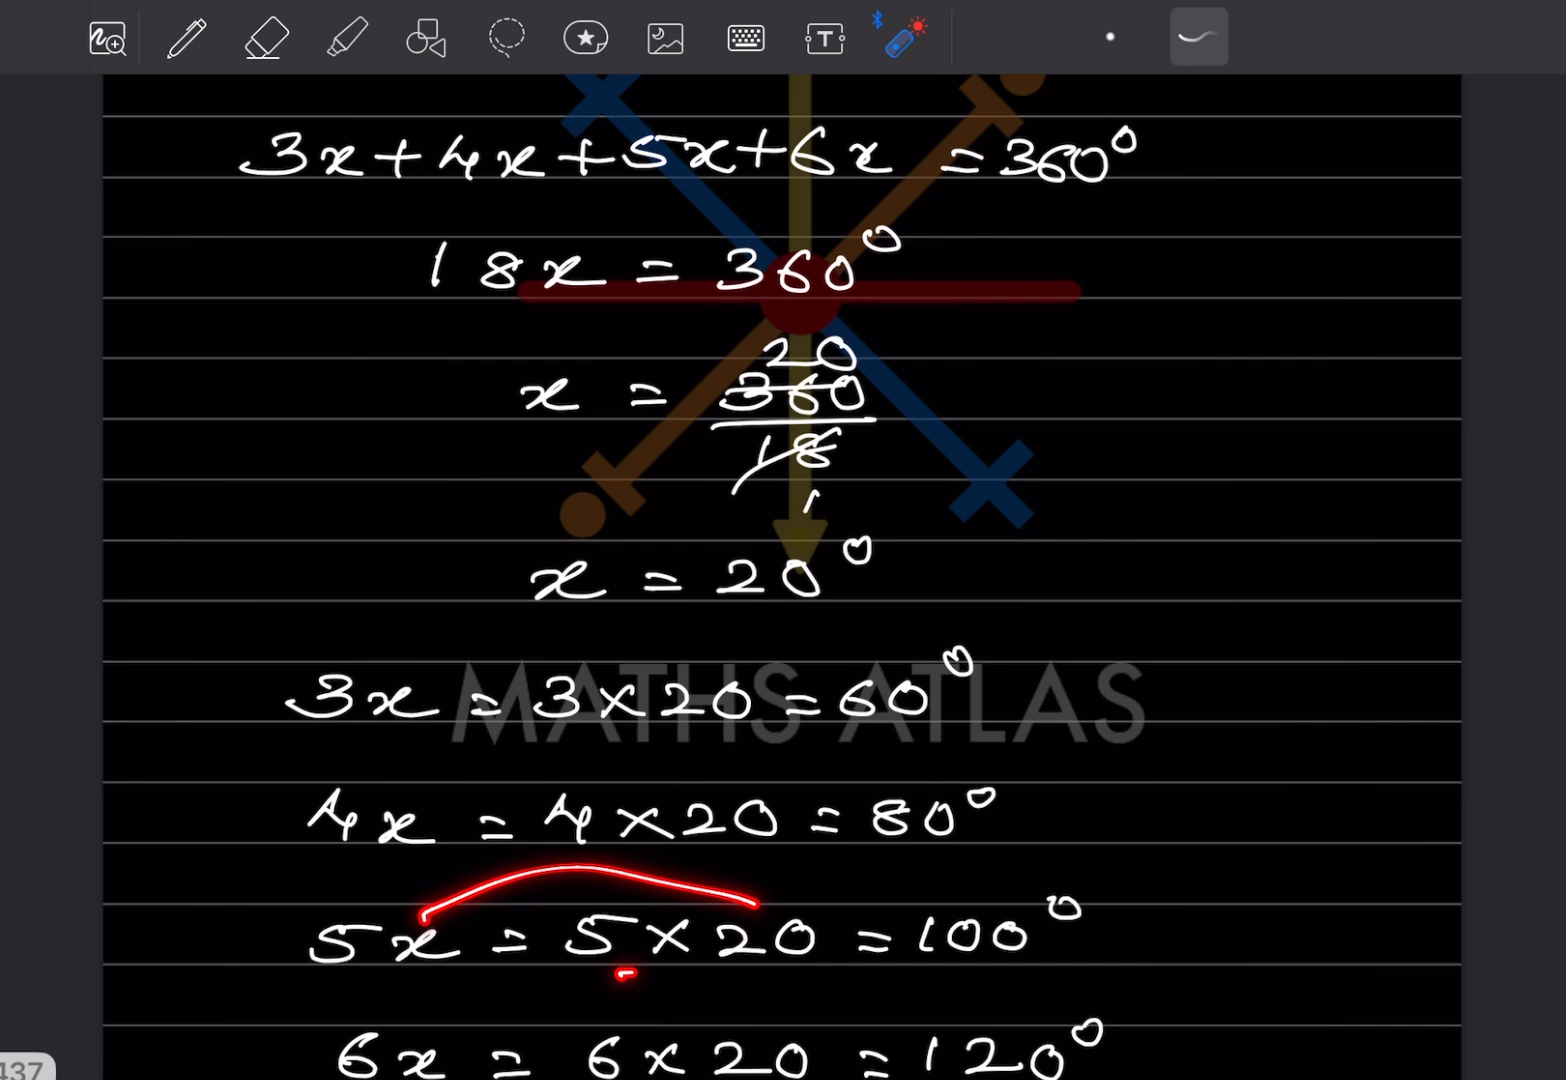 3x+4x+5x+6x = 360°
18x = 360°
20
x = 360
18
1
x = 20°
3x = 3×20 = 60°
MATHS ATLAS
4x = 4×20 = 80°
5x = 5×20 = 100°
6x = 6×20 = 120°
437